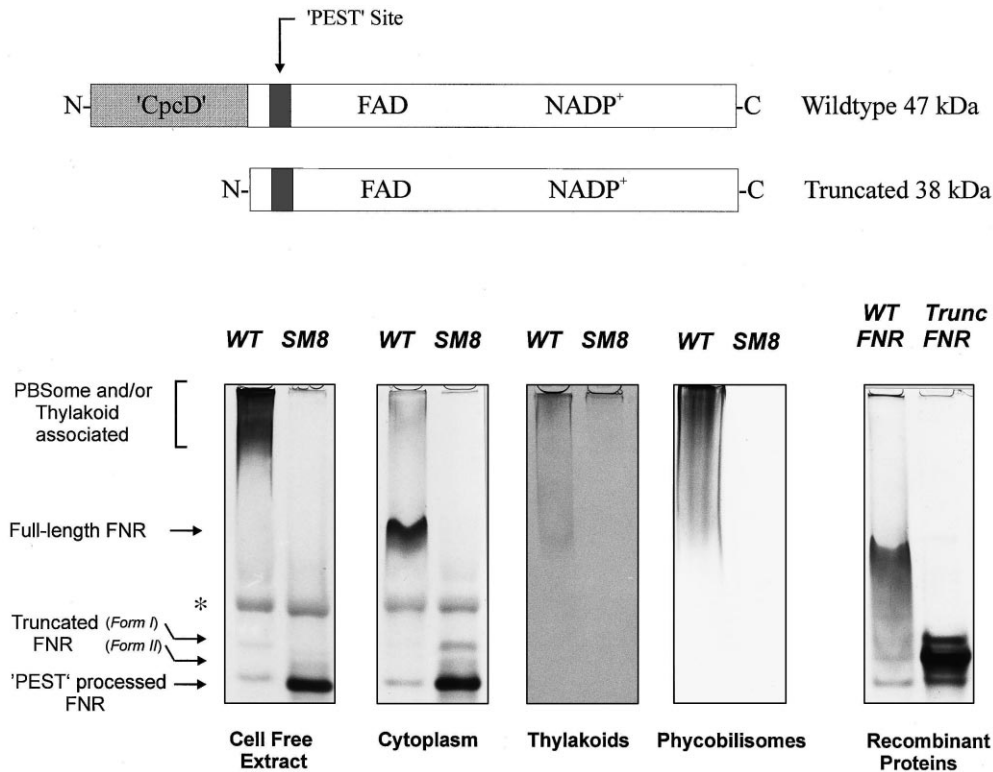 'PEST' Site
N- 'CpcD' FAD NADP+ -C Wildtype 47 kDa
N- FAD NADP+ -C Truncated 38 kDa
WT SM8 WT SM8 WT SM8 WT SM8 WT FNR Trunc FNR
PBSome and/or
Thylakoid
associated
Full-length FNR
*
Truncated (Form I)
FNR (Form II)
'PEST' processed
FNR
Cell Free
Extract
Cytoplasm
Thylakoids
Phycobilisomes
Recombinant
Proteins